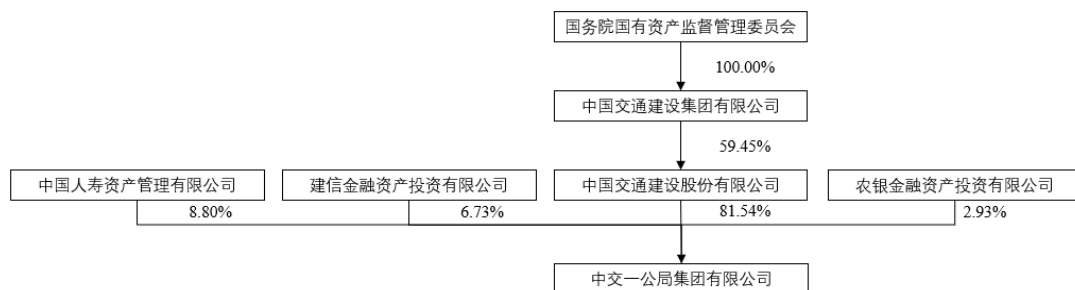 国务院国有资产监督管理委员会
100.00%
中国交通建设集团有限公司
59.45%
中国人寿资产管理有限公司
建信金融资产投资有限公司
中国交通建设股份有限公司
农银金融资产投资有限公司
8.80%
6.73%
81.54%
2.93%
中交一公局集团有限公司